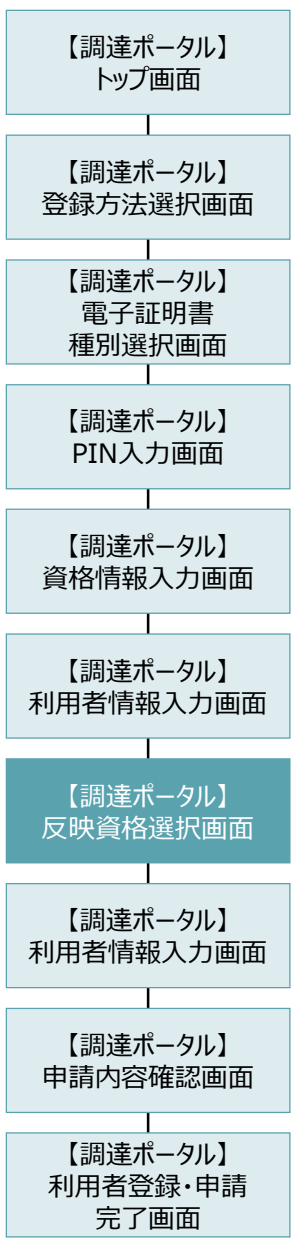 【調達ポータル】
トップ画面
【調達ポータル】
登録方法選択画面
【調達ポータル】
電子証明書
種別選択画面
【調達ポータル】
PIN入力画面
【調達ポータル】
資格情報入力画面
【調達ポータル】
利用者情報入力画面
【調達ポータル】
反映資格選択画面
【調達ポータル】
利用者情報入力画面
【調達ポータル】
申請内容確認画面
【調達ポータル】
利用者登録・申請
完了画面